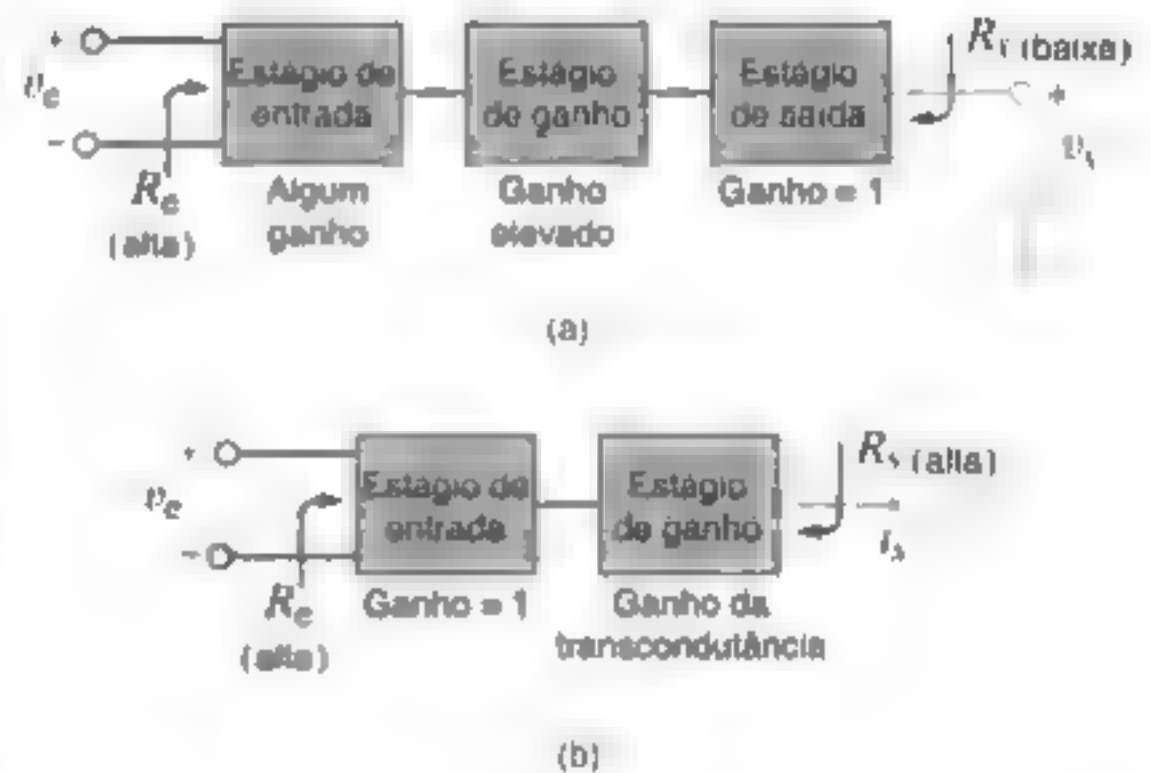 +
v_e
-
R_e
(alta)
Estágio de
entrada
Algum
ganho
Estágio
de ganho
Ganho
elevado
Estágio
de saída
Ganho = 1
R_s (baixa)
+
v_s
(a)
+
v_e
-
R_e
(alta)
Estágio de
entrada
Ganho = 1
Estágio
de ganho
Ganho da
transcondutância
R_s (alta)
i_s
(b)